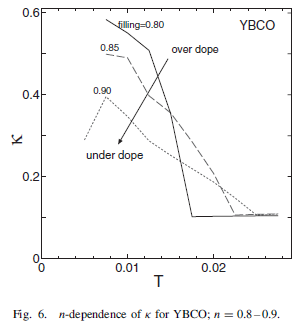 0.6
filling=0.80
YBCO
0.85
over dope
0.4
0.90
κ
under dope
0.2
0
0
0.01
0.02
T
Fig. 6. n-dependence of κ for YBCO; n = 0.8–0.9.